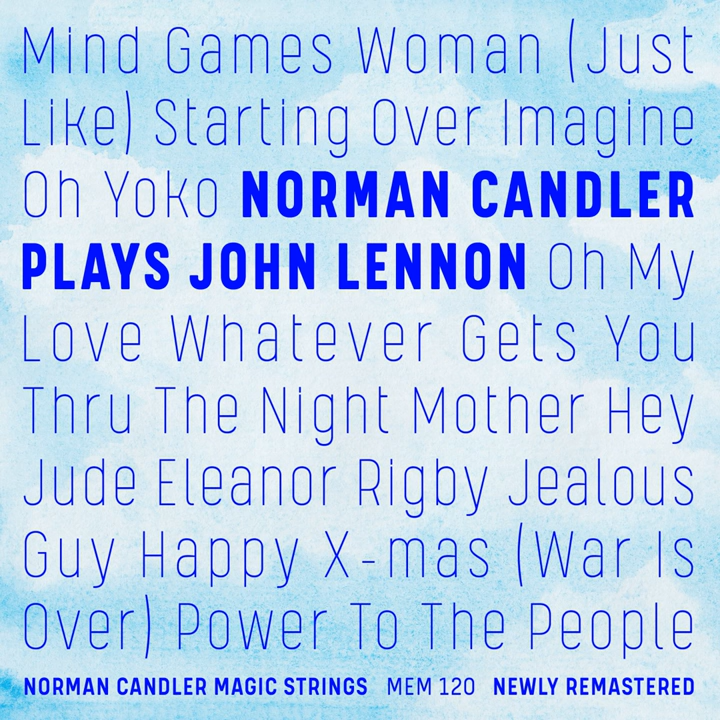 Mind Games Woman (Just
Like) Starting Over Imagine
Oh Yoko NORMAN CANDLER
PLAYS JOHN LENNON Oh My
Love Whatever Gets You
Thru The Night Mother Hey
Jude Eleanor Rigby Jealous
Guy Happy X-mas (War Is
Over) Power To The People
NORMAN CANDLER MAGIC STRINGS MEM 120 NEWLY REMASTERED